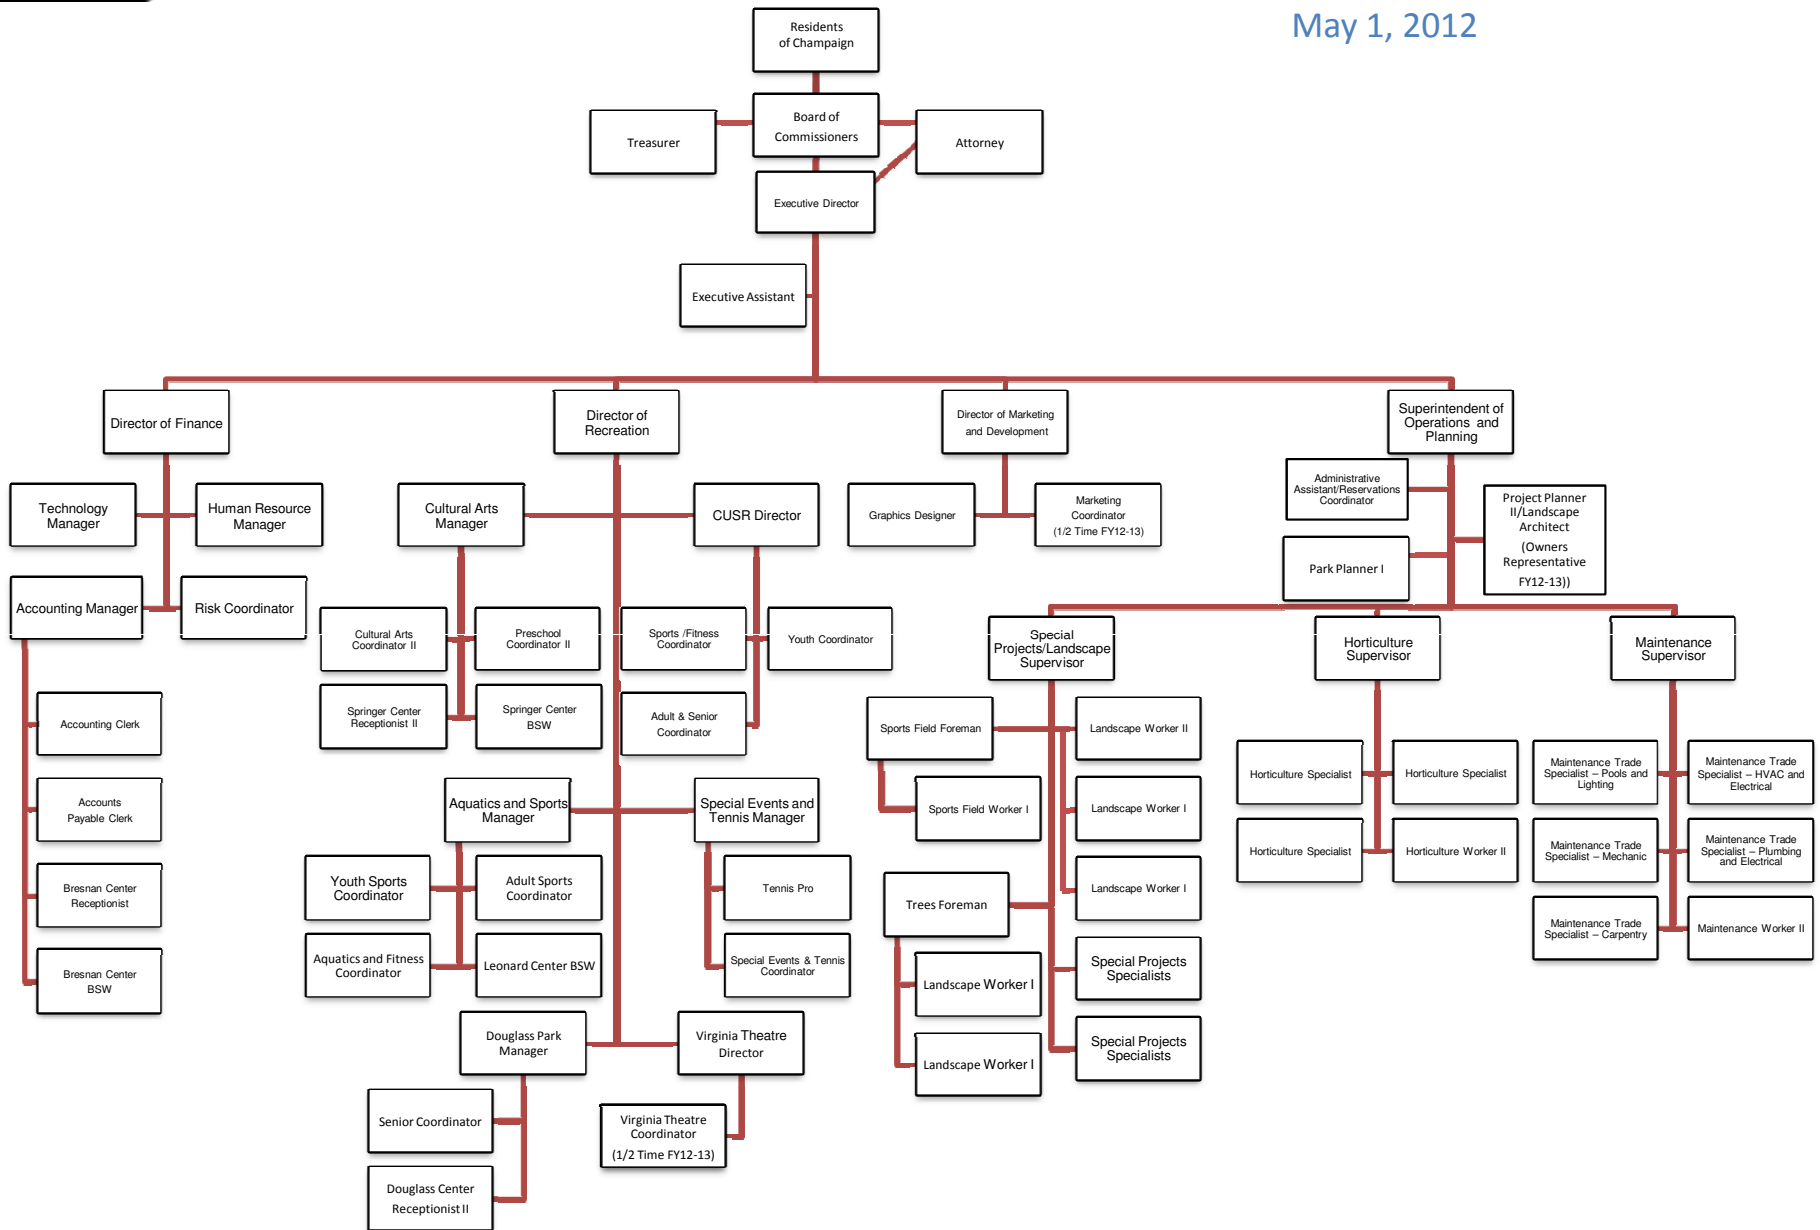 May 1, 2012
Residents
of Champaign
Board of
Commissioners
Treasurer
Attorney
Executive Director
Executive Assistant
Director of Finance
Director of
Recreation
Director of Marketing
and Development
Superintendent of
Operations and
Planning
Technology
Manager
Human Resource
Manager
Accounting Manager
Risk Coordinator
Accounting Clerk
Accounts
Payable Clerk
Bresnan Center
Receptionist
Bresnan Center
BSW
Cultural Arts
Manager
CUSR Director
Cultural Arts
Coordinator II
Preschool
Coordinator II
Springer Center
Receptionist II
Springer Center
BSW
Sports /Fitness
Coordinator
Youth Coordinator
Adult & Senior
Coordinator
Aquatics and Sports
Manager
Special Events and
Tennis Manager
Youth Sports
Coordinator
Adult Sports
Coordinator
Aquatics and Fitness
Coordinator
Leonard Center BSW
Tennis Pro
Special Events & Tennis
Coordinator
Douglass Park
Manager
Virginia Theatre
Director
Senior Coordinator
Douglass Center
Receptionist II
Virginia Theatre
Coordinator
(1/2 Time FY12-13)
Graphics Designer
Marketing
Coordinator
(1/2 Time FY12-13)
Administrative
Assistant/Reservations
Coordinator
Project Planner
II/Landscape
Architect
(Owners
Representative
FY12-13))
Park Planner I
Special
Projects/Landscape
Supervisor
Horticulture
Supervisor
Maintenance
Supervisor
Sports Field Foreman
Landscape Worker II
Sports Field Worker I
Landscape Worker I
Landscape Worker I
Trees Foreman
Landscape Worker I
Landscape Worker I
Special Projects
Specialists
Special Projects
Specialists
Horticulture Specialist
Horticulture Specialist
Horticulture Specialist
Horticulture Worker II
Maintenance Trade
Specialist – Pools and
Lighting
Maintenance Trade
Specialist – HVAC and
Electrical
Maintenance Trade
Specialist – Mechanic
Maintenance Trade
Specialist – Plumbing
and Electrical
Maintenance Trade
Specialist – Carpentry
Maintenance Worker II